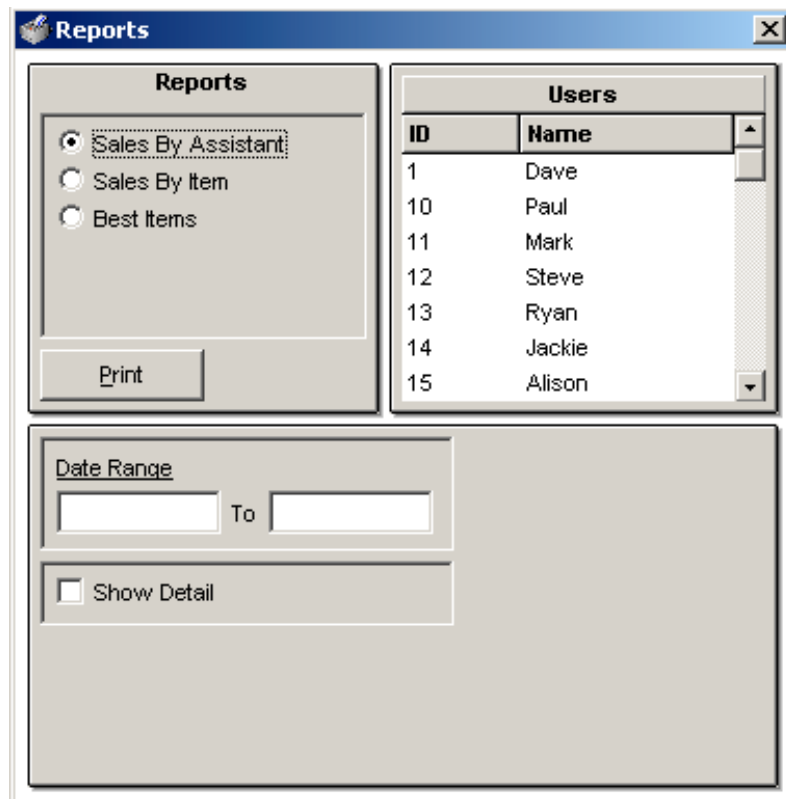 Reports
Reports
Sales By Assistant
Sales By Item
Best Items
Print
Users
ID Name
1 Dave
10 Paul
11 Mark
12 Steve
13 Ryan
14 Jackie
15 Alison
Date Range
To
Show Detail